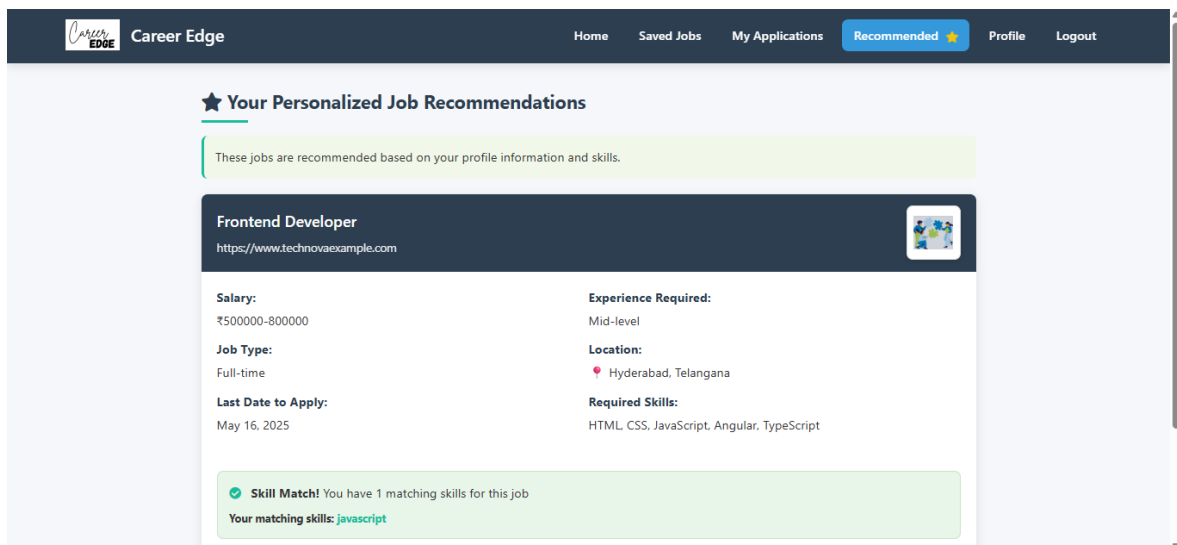 Career
EDGE
Career Edge
Home
Saved Jobs
My Applications
Recommended
Profile
Logout
Your Personalized Job Recommendations
These jobs are recommended based on your profile information and skills.
Frontend Developer
https://www.technovaexample.com
Salary:
₹500000-800000
Experience Required:
Mid-level
Job Type:
Full-time
Location:
Hyderabad, Telangana
Last Date to Apply:
May 16, 2025
Required Skills:
HTML, CSS, JavaScript, Angular, TypeScript
Skill Match! You have 1 matching skills for this job
Your matching skills: javascript